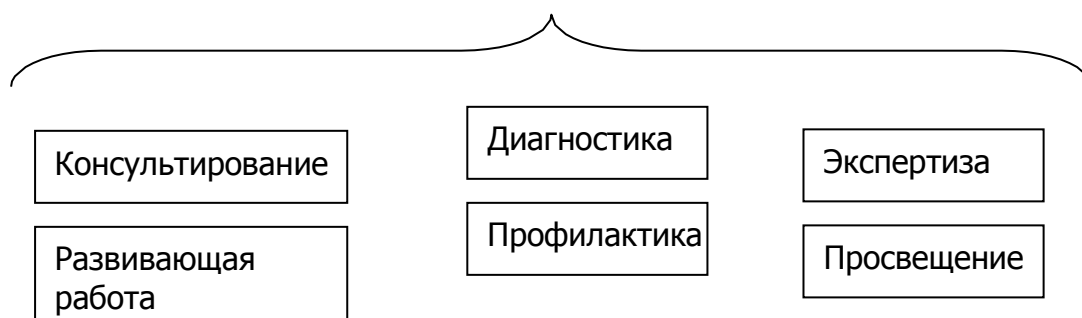 Консультирование
Развивающая
работа
Диагностика
Профилактика
Экспертиза
Просвещение